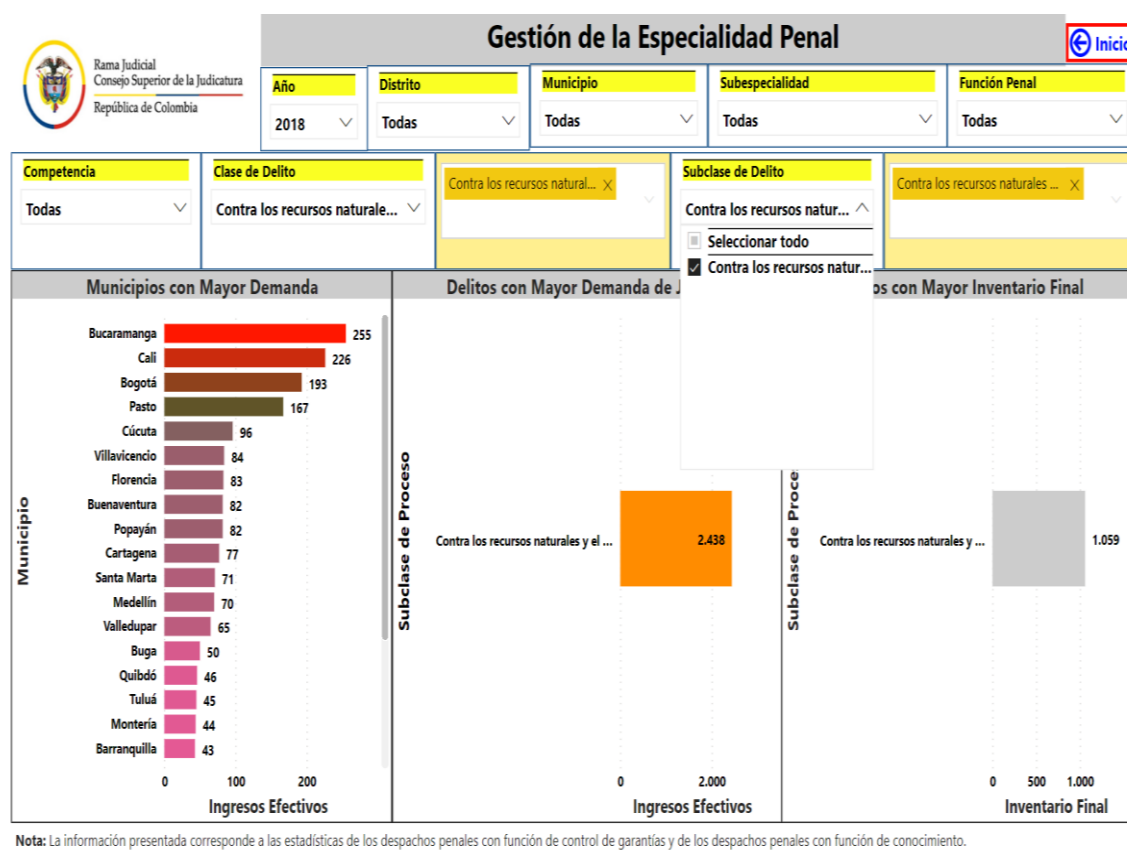 Gestión de la Especialidad Penal
Inicio
Rama Judicial
Consejo Superior de la Judicatura
República de Colombia
Año
2018
Distrito
Todas
Municipio
Todas
Subespecialidad
Todas
Función Penal
Todas
Competencia
Todas
Clase de Delito
Contra los recursos naturale...
Contra los recursos natural... X
Subclase de Delito
Contra los recursos natur...
Seleccionar todo
Contra los recursos natur...
Contra los recursos naturales ... X
Municipios con Mayor Demanda
Municipio
Bucaramanga 255
Cali 226
Bogotá 193
Pasto 167
Cúcuta 96
Villavicencio 84
Florencia 83
Buenaventura 82
Popayán 82
Cartagena 77
Santa Marta 71
Medellín 70
Valledupar 65
Buga 50
Quibdó 46
Tuluá 45
Montería 44
Barranquilla 43
0 100 200
Ingresos Efectivos
Delitos con Mayor Demanda de
Subclase de Proceso
Contra los recursos naturales y el ... 2.438
0 2.000
Ingresos Efectivos
con Mayor Inventario Final
Subclase de Proceso
Contra los recursos naturales y ... 1.059
0 500 1.000
Inventario Final
Nota: La información presentada corresponde a las estadísticas de los despachos penales con función de control de garantías y de los despachos penales con función de conocimiento.